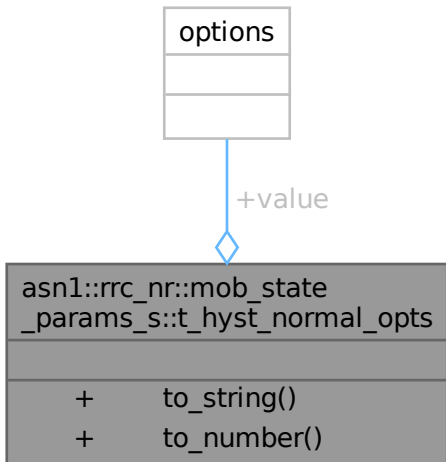 options
+value
asn1::rrc_nr::mob_state
_params_s::t_hyst_normal_opts
+ to_string()
+ to_number()